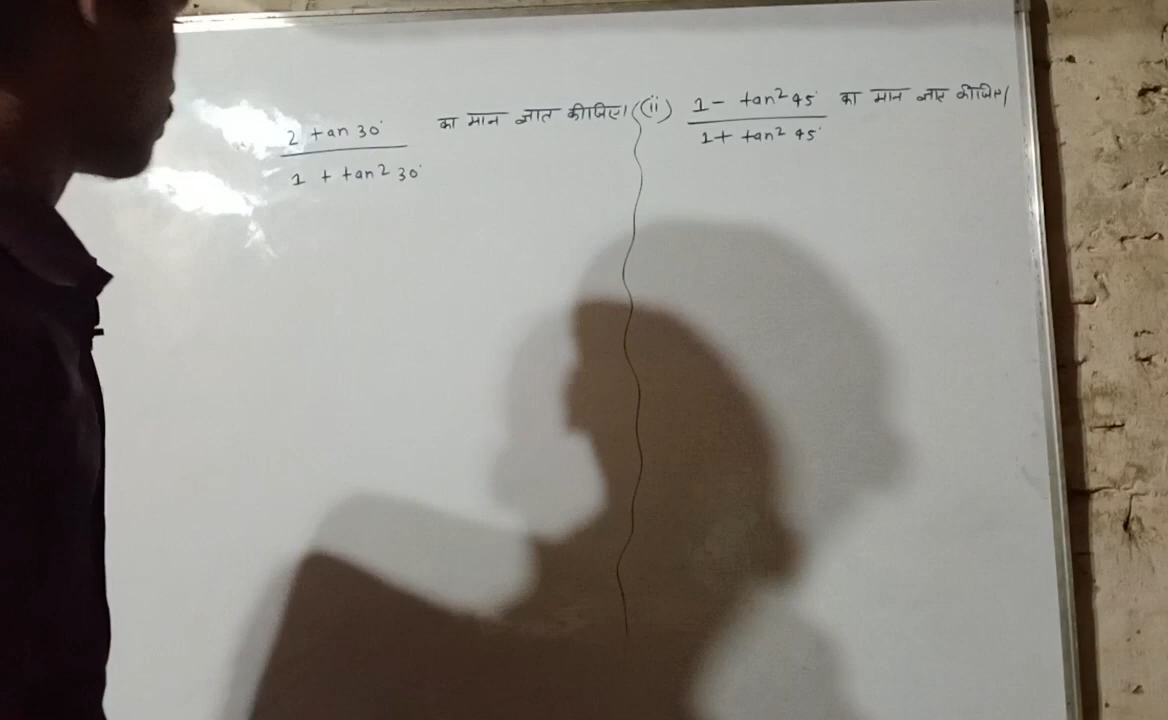 2 tan 30° का मान ज्ञात कीजिए।
1 + tan² 30°
(ii) 1 - tan² 45° का मान ज्ञात कीजिए।
1 + tan² 45°